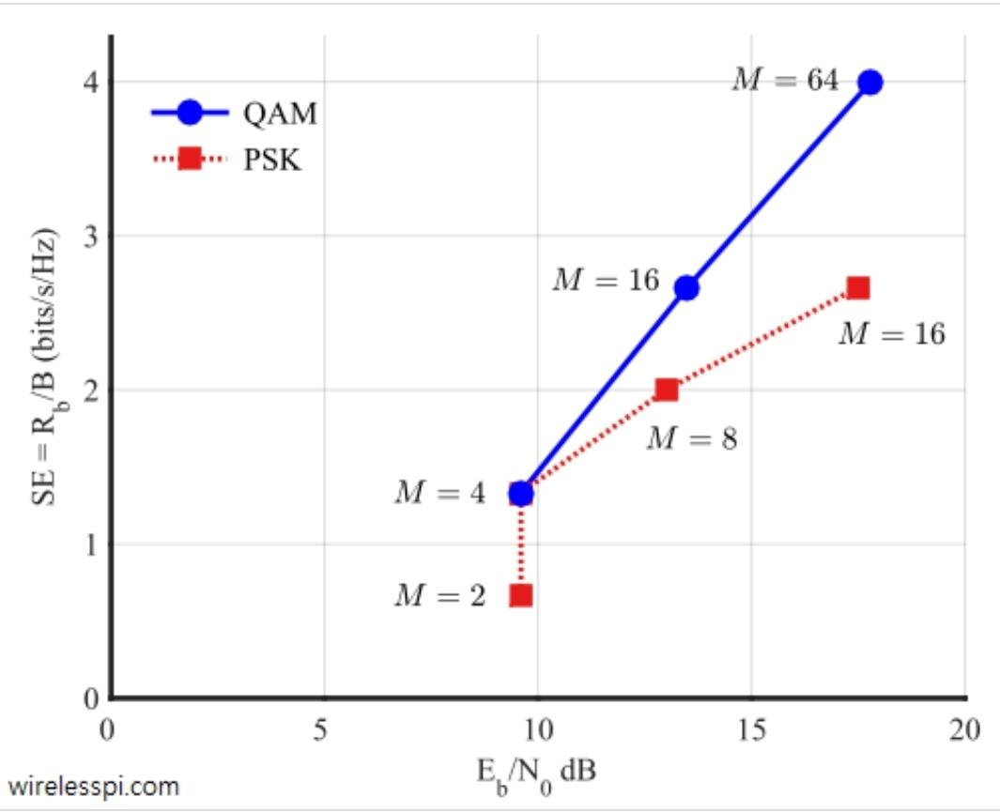 4
3
2
1
0
SE = R_b/B (bits/s/Hz)
QAM
PSK
M = 64
M = 16
M = 16
M = 8
M = 4
M = 2
0 5 10 15 20
E_b/N_0 dB
wirelesspi.com